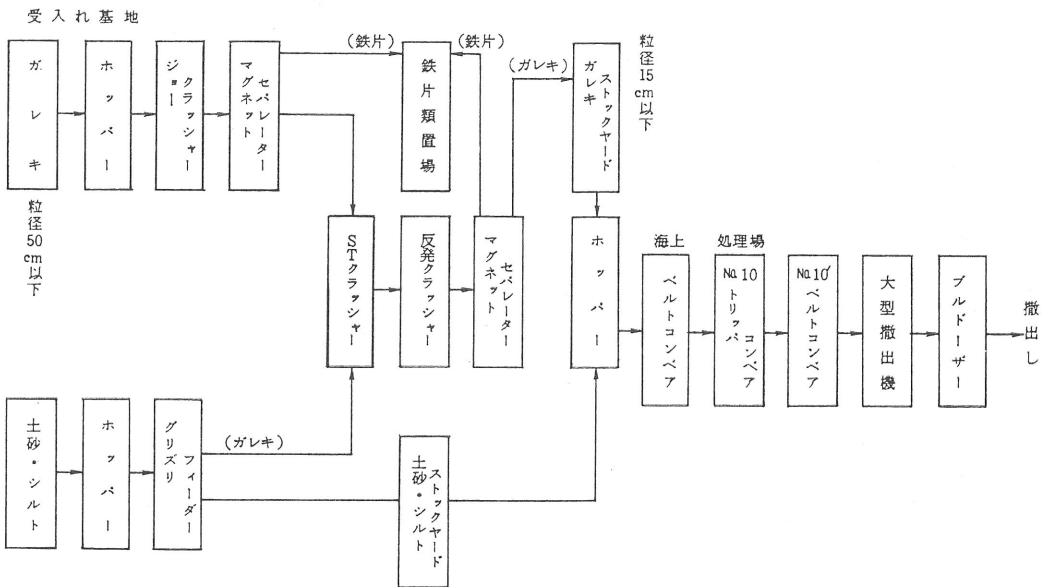 受入れ基地
ガレキ
ホッパー
ジョークラッシャー
マグネットセパレーター
(鉄片)
鉄片類置場
(鉄片)
(ガレキ)
ガレキストックヤード
粒径15cm以下
粒径50cm以下
STクラッシャー
反発クラッシャー
マグネットセパレーター
ホッパー
海上
ベルトコンベア
処理場
No.10トリッパコンベア
No.10'ベルトコンベア
大型撒出機
ブルドーザー
撒出し
土砂・シルト
ホッパー
グリズリフィーダー
(ガレキ)
土砂・シルトストックヤード